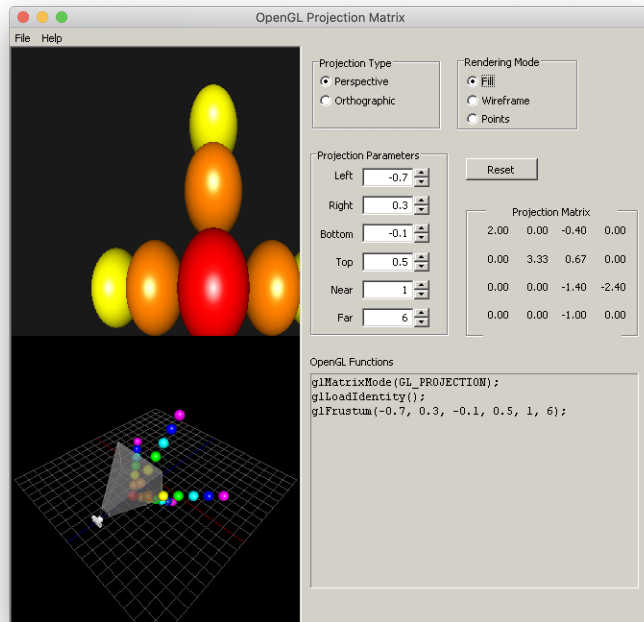 OpenGL Projection Matrix
File Help
Projection Type
Perspective
Orthographic
Rendering Mode
Fill
Wireframe
Points
Projection Parameters
Left -0.7
Right 0.3
Bottom -0.1
Top 0.5
Near 1
Far 6
Reset
Projection Matrix
2.00 0.00 -0.40 0.00
0.00 3.33 0.67 0.00
0.00 0.00 -1.40 -2.40
0.00 0.00 -1.00 0.00
OpenGL Functions
glMatrixMode(GL_PROJECTION);
glLoadIdentity();
glFrustum(-0.7, 0.3, -0.1, 0.5, 1, 6);